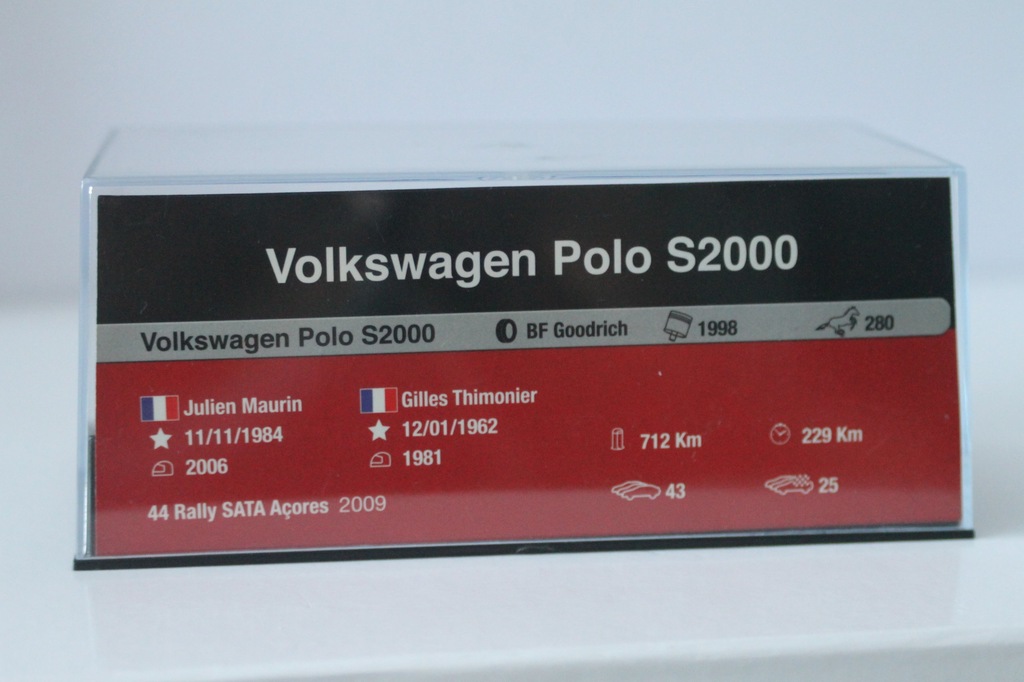 Volkswagen Polo S2000
Volkswagen Polo S2000 BF Goodrich 1998 280
Julien Maurin Gilles Thimonier
11/11/1984 12/01/1962 712 Km 229 Km
2006 1981
44 Rally SATA Açores 2009 43 25